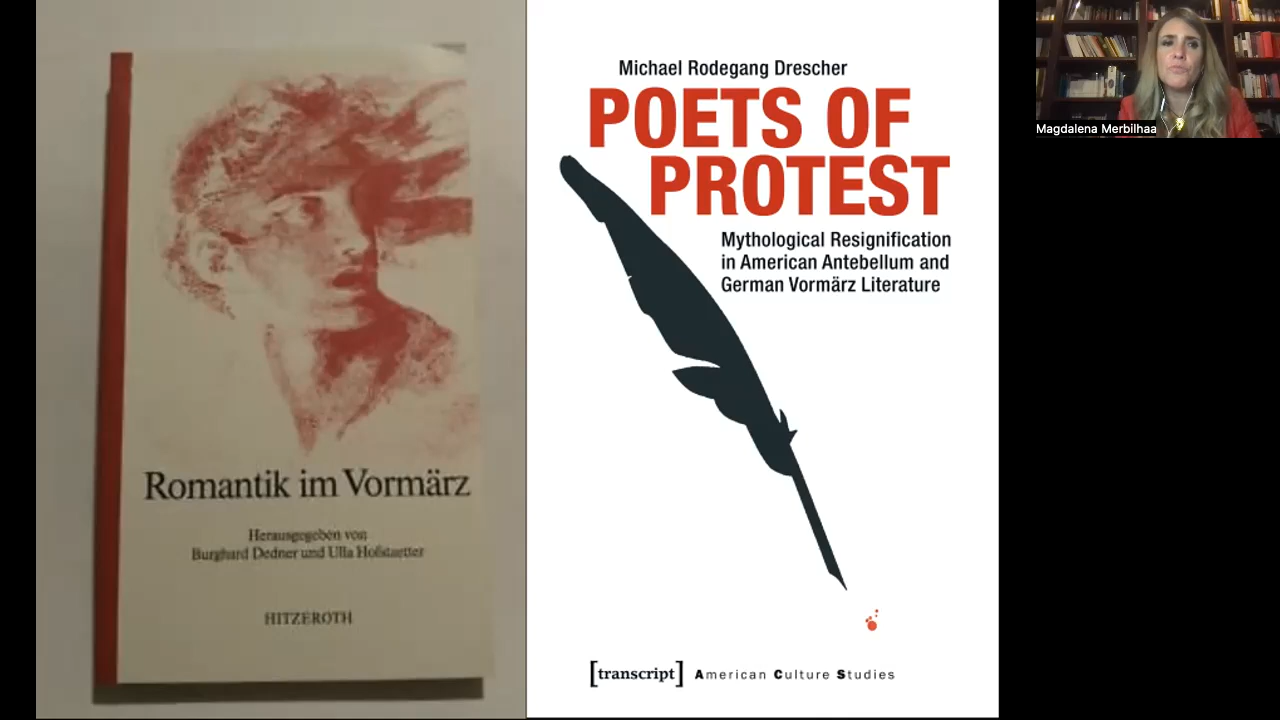 Romantik im Vormärz
Herausgegeben von
Burghard Dedner und Ulla Hofstaetter
HITZEROTH
Michael Rodegang Drescher
POETS OF
PROTEST
Mythological Resignification
in American Antebellum and
German Vormärz Literature
[transcript] American Culture Studies
Magdalena Merbilhaa